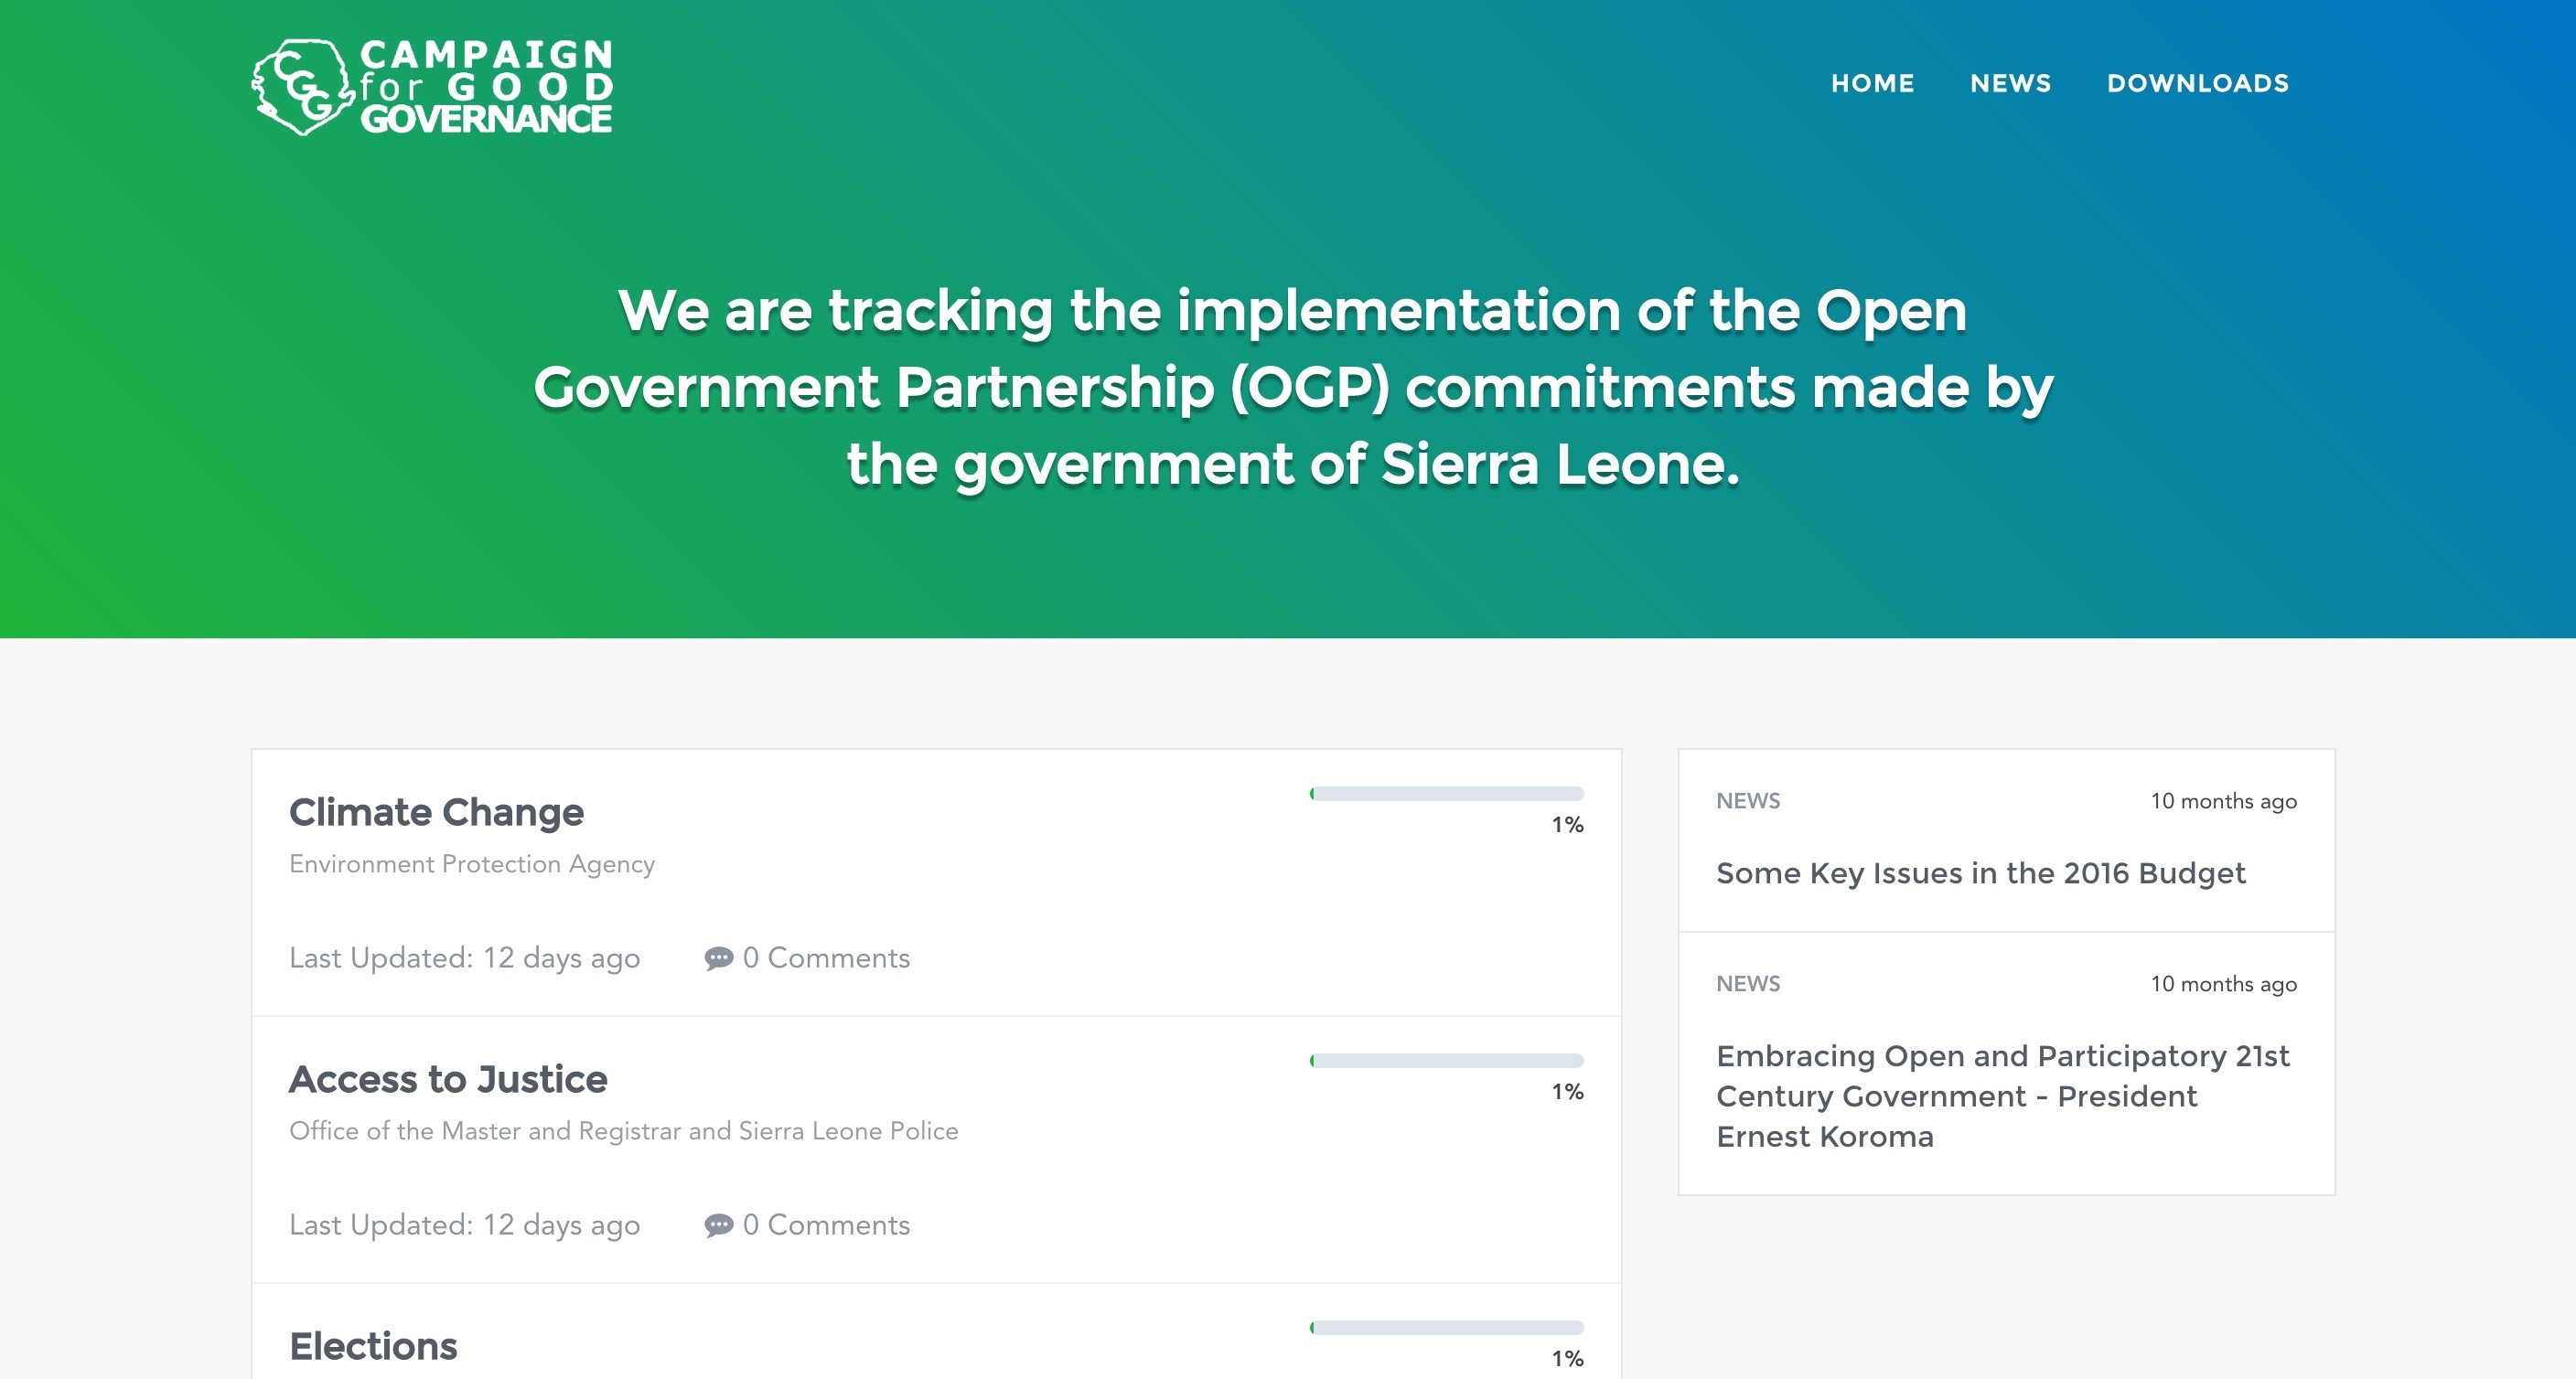 CGG
CAMPAIGN
for GOOD
GOVERNANCE
HOME NEWS DOWNLOADS
We are tracking the implementation of the Open
Government Partnership (OGP) commitments made by
the government of Sierra Leone.
Climate Change
1%
Environment Protection Agency
Last Updated: 12 days ago 0 Comments
Access to Justice
1%
Office of the Master and Registrar and Sierra Leone Police
Last Updated: 12 days ago 0 Comments
Elections
1%
NEWS 10 months ago
Some Key Issues in the 2016 Budget
NEWS 10 months ago
Embracing Open and Participatory 21st
Century Government - President
Ernest Koroma